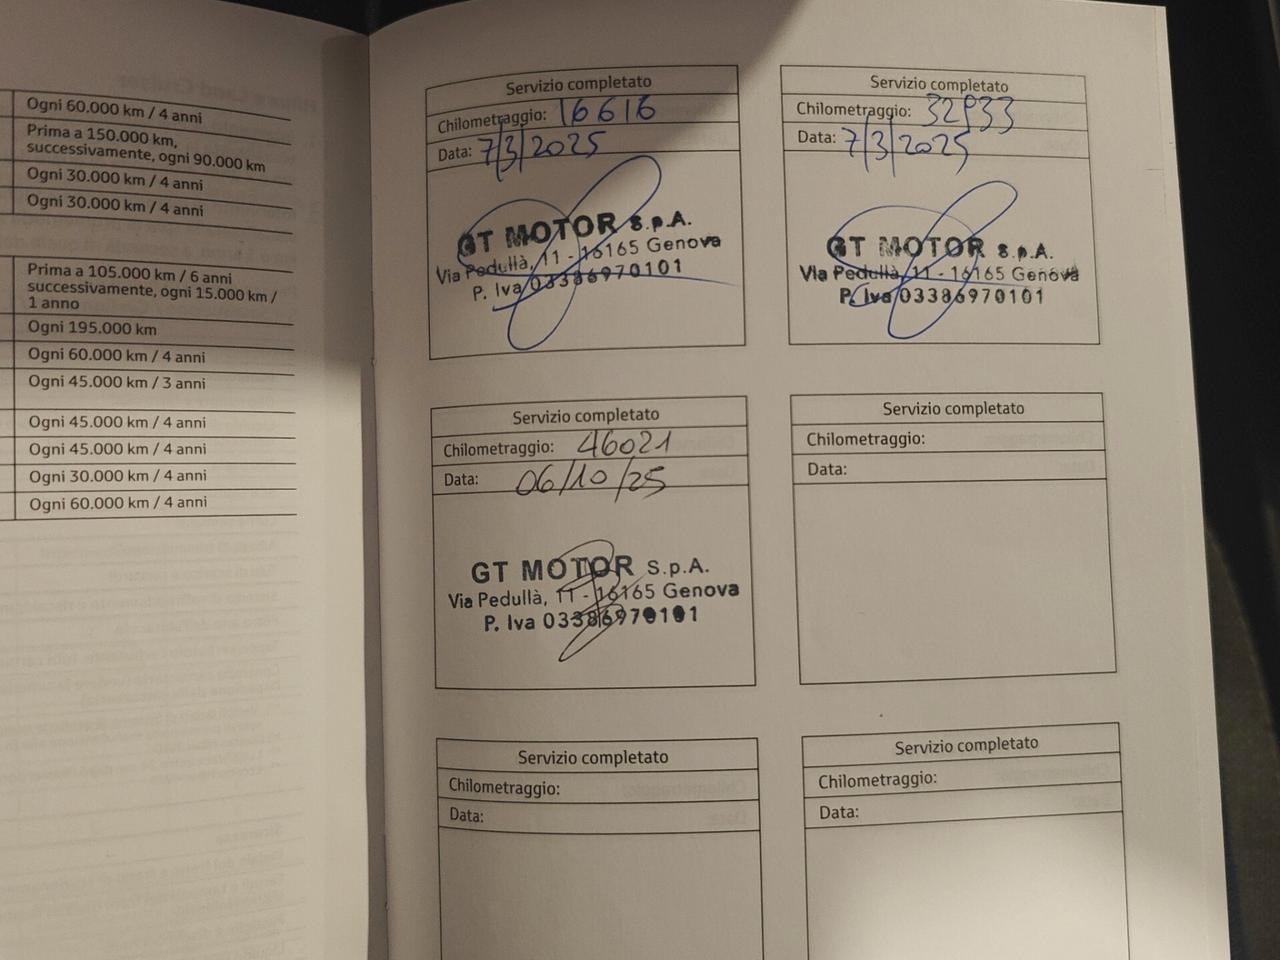 Ogni 60.000 km / 4 anni
Prima a 150.000 km,
successivamente, ogni 90.000 km
Ogni 30.000 km / 4 anni
Ogni 30.000 km / 4 anni
Prima a 105.000 km / 6 anni
successivamente, ogni 15.000 km /
1 anno
Ogni 195.000 km
Ogni 60.000 km / 4 anni
Ogni 45.000 km / 3 anni
Ogni 45.000 km / 4 anni
Ogni 45.000 km / 4 anni
Ogni 30.000 km / 4 anni
Ogni 60.000 km / 4 anni
Servizio completato
Chilometraggio: 16616
Data: 7/3/2025
GT MOTOR S.p.A.
Via Pedullà, 11 - 16165 Genova
P. Iva 03386970101
Servizio completato
Chilometraggio:
Data: 7/3/2025
GT MOTOR S.p.A.
Via Pedullà, 11 - 16165 Genova
P. Iva 03386970101
Servizio completato
Chilometraggio: 46021
Data: 06/10/25
GT MOTOR S.p.A.
Via Pedullà, 11 - 16165 Genova
P. Iva 03386970101
Servizio completato
Chilometraggio:
Data:
Servizio completato
Chilometraggio:
Data:
Servizio completato
Chilometraggio:
Data: